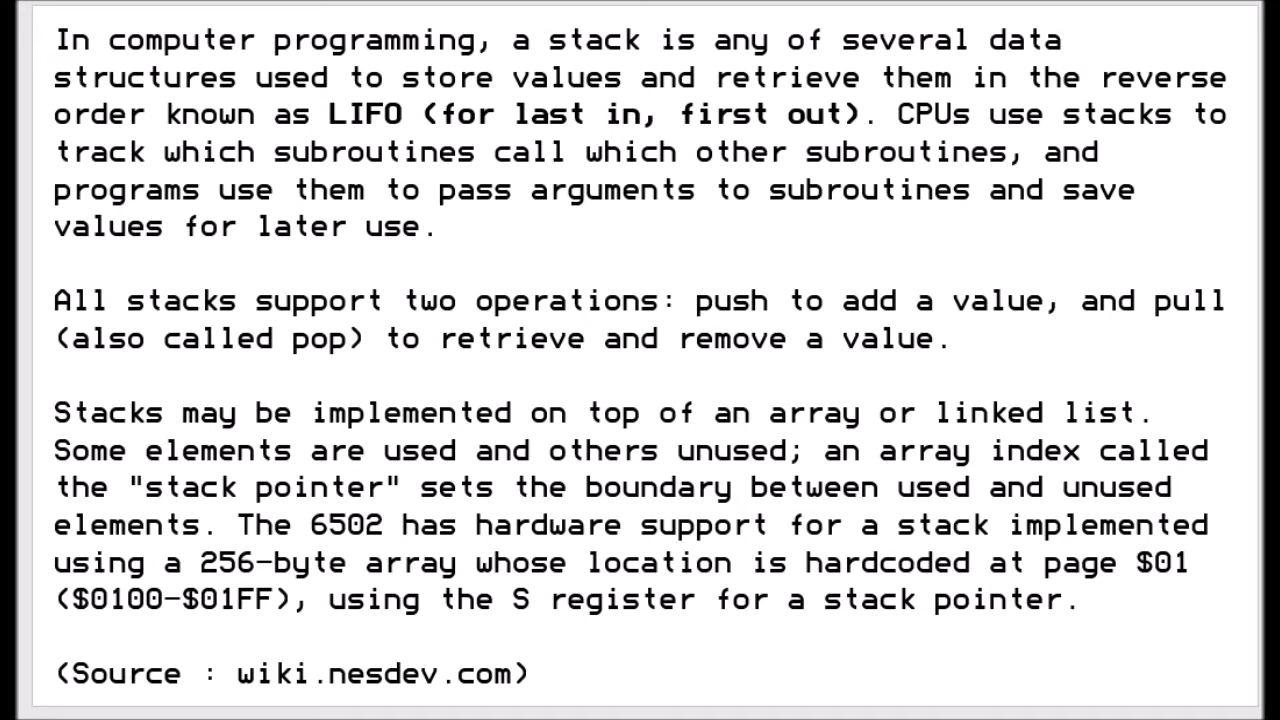 In computer programming, a stack is any of several data
structures used to store values and retrieve them in the reverse
order known as LIFO (for last in, first out). CPUs use stacks to
track which subroutines call which other subroutines, and
programs use them to pass arguments to subroutines and save
values for later use.
All stacks support two operations: push to add a value, and pull
(also called pop) to retrieve and remove a value.
Stacks may be implemented on top of an array or linked list.
Some elements are used and others unused; an array index called
the "stack pointer" sets the boundary between used and unused
elements. The 6502 has hardware support for a stack implemented
using a 256-byte array whose location is hardcoded at page $01
($0100-$01FF), using the S register for a stack pointer.
(Source : wiki.nesdev.com)